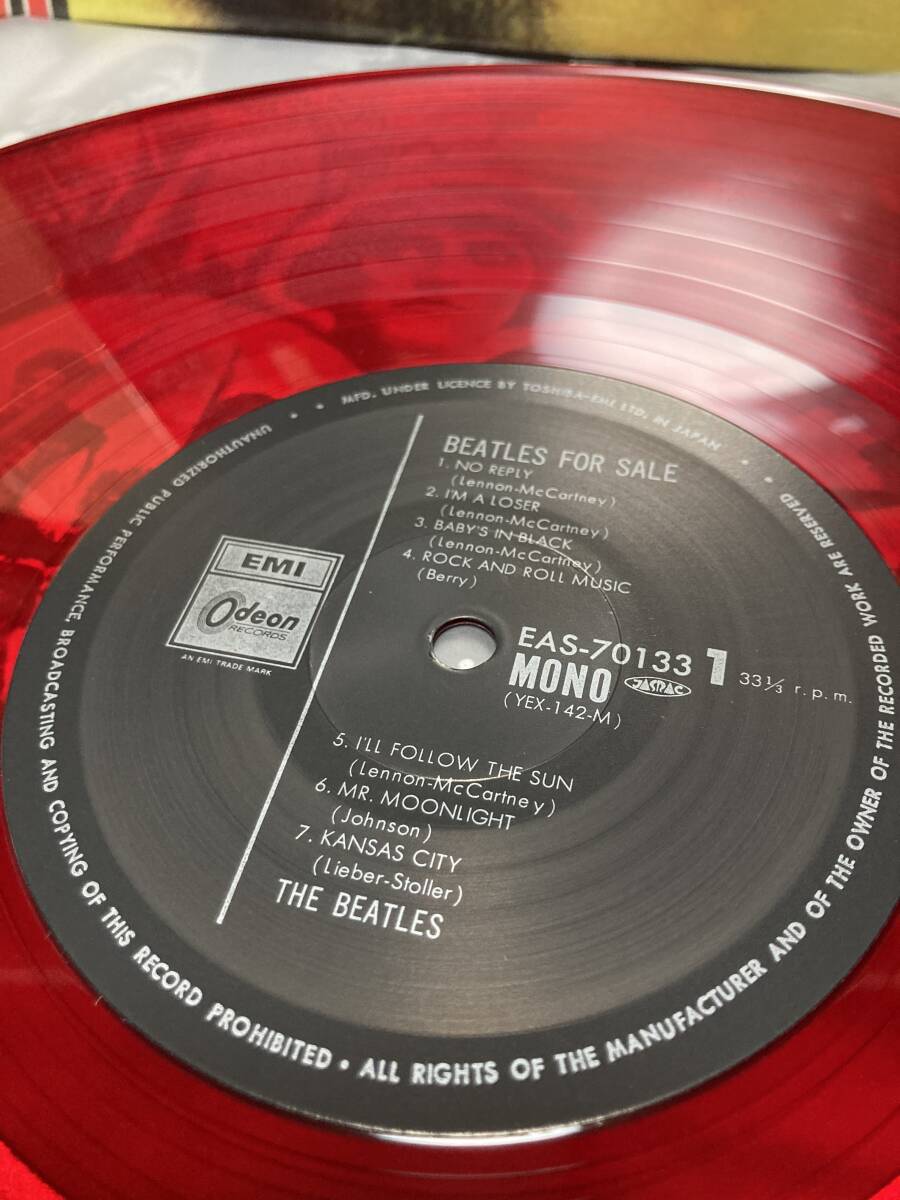 MFD. UNDER LICENCE BY TOSHIBA-EMI LTD. IN JAPAN
BEATLES FOR SALE
1. NO REPLY
(Lennon-McCartney)
2. I'M A LOSER
(Lennon-McCartney)
3. BABY'S IN BLACK
(Lennon-McCartney)
4. ROCK AND ROLL MUSIC
(Berry)
EMI
Odeon
RECORDS
AN EMI TRADE MARK
EAS-70133 1 33⅓ r.p.m.
MONO JASRAC
(YEX-142-M)
5. I'LL FOLLOW THE SUN
(Lennon-McCartney)
6. MR. MOONLIGHT
(Johnson)
7. KANSAS CITY
(Lieber-Stoller)
THE BEATLES
UNAUTHORIZED PUBLIC PERFORMANCE, BROADCASTING AND COPYING OF THIS RECORD PROHIBITED • ALL RIGHTS OF THE MANUFACTURER AND OF THE OWNER OF THE RECORDED WORK ARE RESERVED